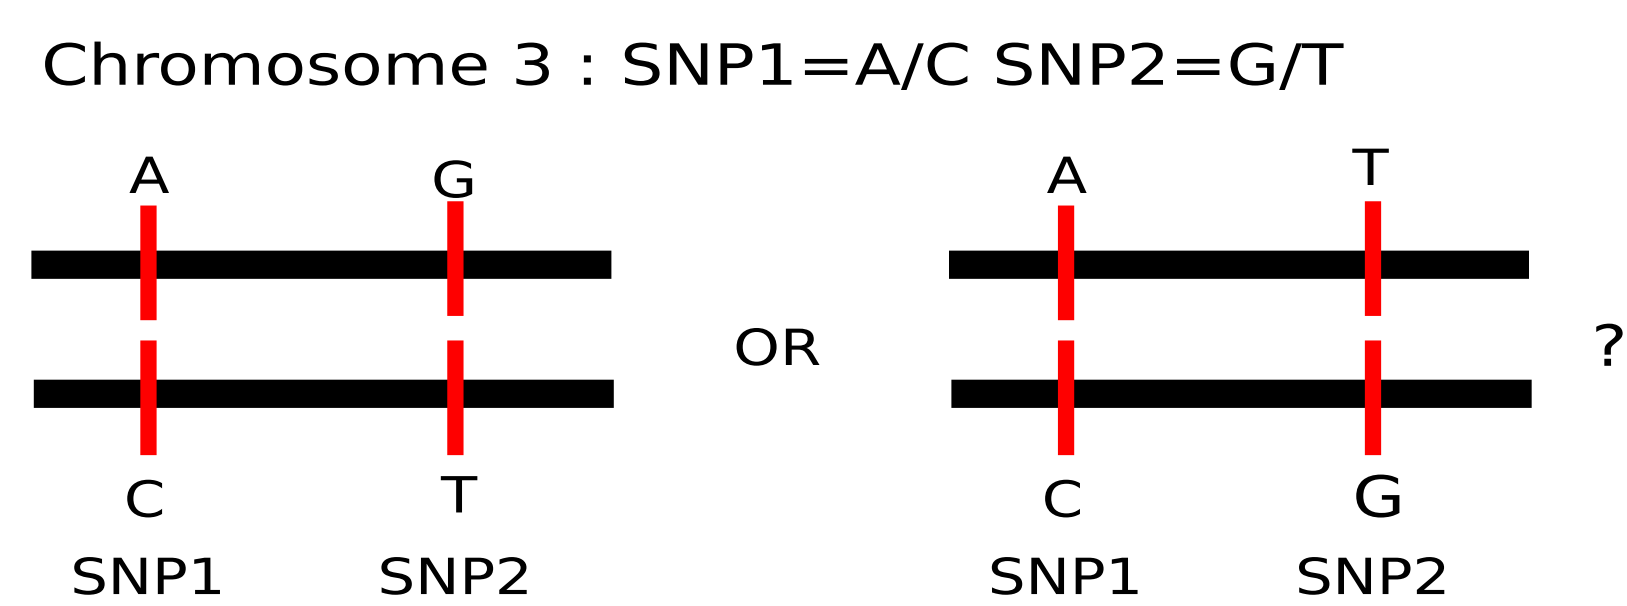 Chromosome 3 : SNP1=A/C SNP2=G/T
A G A T
OR ?
C T C G
SNP1 SNP2 SNP1 SNP2